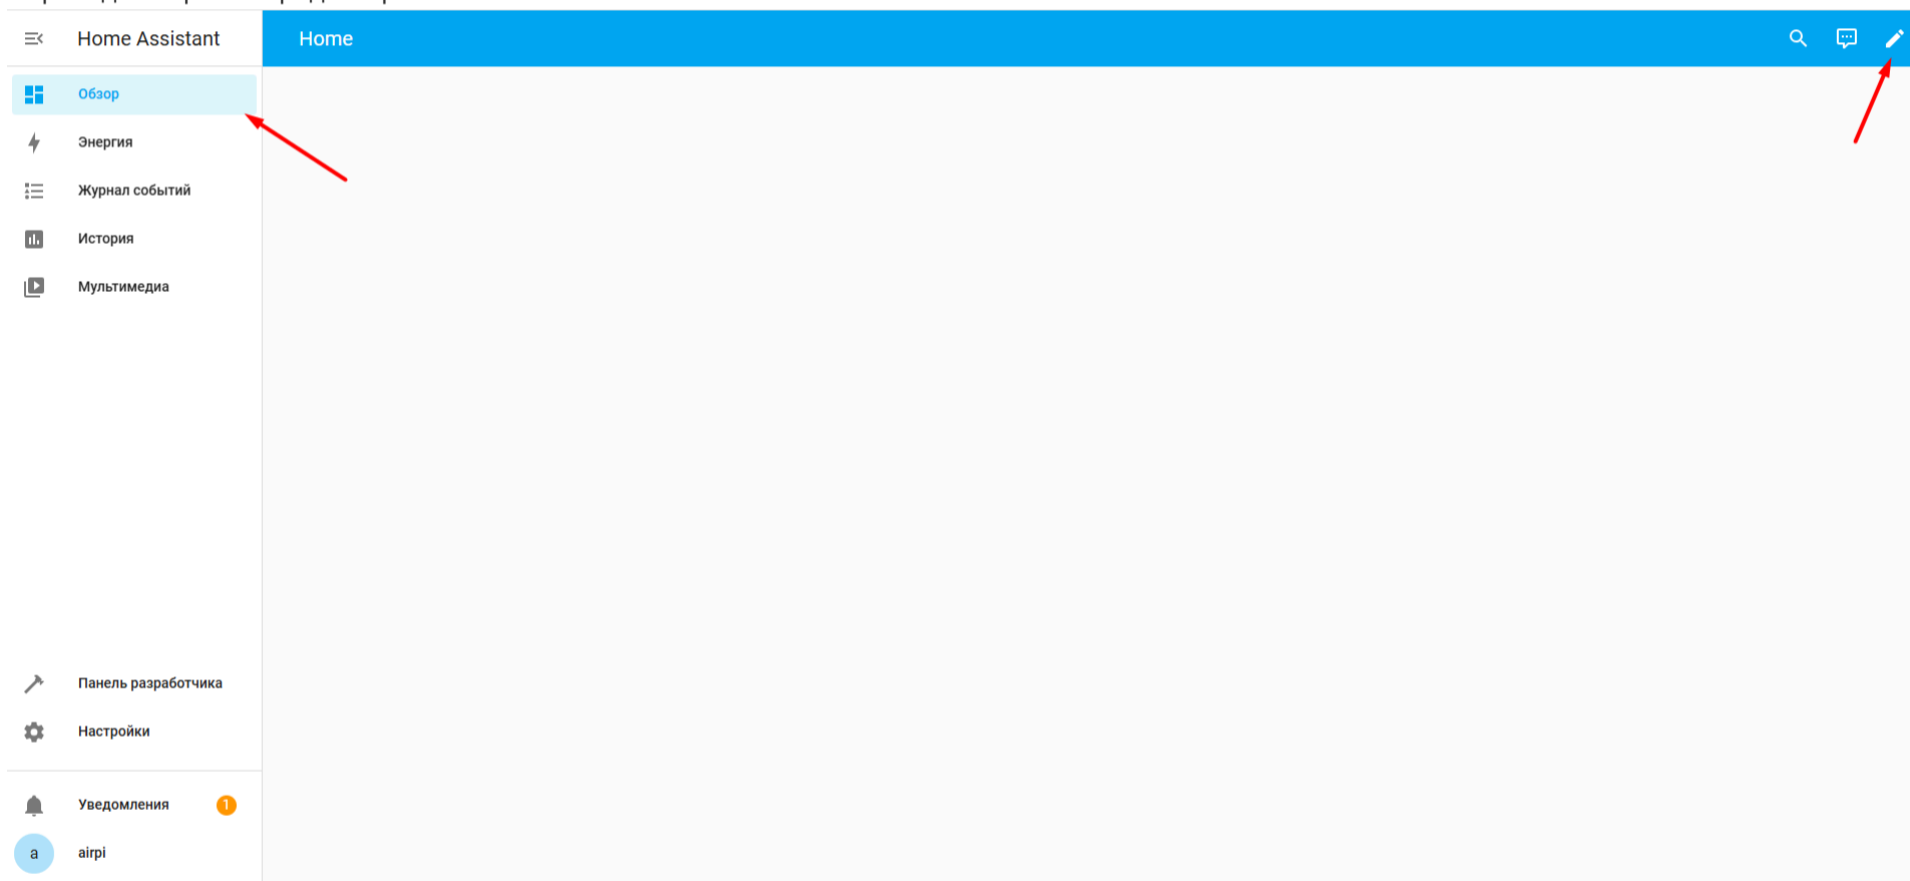 Home Assistant
Home
Обзор
Энергия
Журнал событий
История
Мультимедиа
Панель разработчика
Настройки
Уведомления 1
a airpi